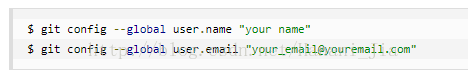 $ git config --global user.name "your name"
$ git config --global user.email "your_email@youremail.com"